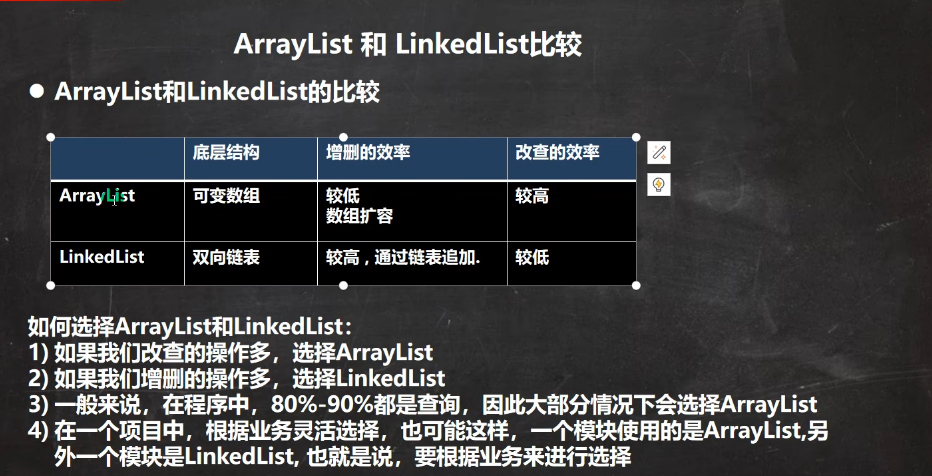 ArrayList 和 LinkedList比较
● ArrayList和LinkedList的比较
底层结构 增删的效率 改查的效率
ArrayList 可变数组 较低 较高
数组扩容
LinkedList 双向链表 较高 , 通过链表追加. 较低
如何选择ArrayList和LinkedList：
1) 如果我们改查的操作多，选择ArrayList
2) 如果我们增删的操作多，选择LinkedList
3) 一般来说，在程序中，80%-90%都是查询，因此大部分情况下会选择ArrayList
4) 在一个项目中，根据业务灵活选择，也可能这样，一个模块使用的是ArrayList,另
外一个模块是LinkedList, 也就是说，要根据业务来进行选择